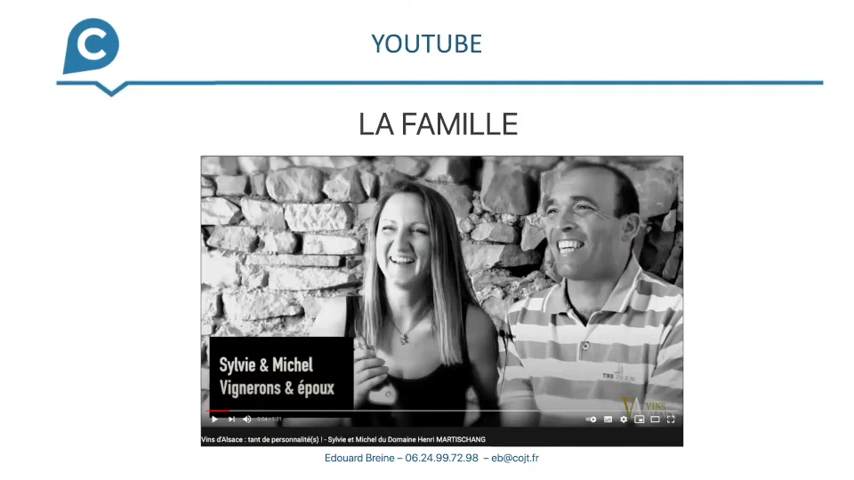 C
YOUTUBE
LA FAMILLE
Sylvie & Michel
Vignerons & époux
VINS
Vins d'Alsace : tant de personnalité(s) ! - Sylvie et Michel du Domaine Henri MARTISCHANG
Edouard Breine – 06.24.99.72.98 – eb@cojt.fr